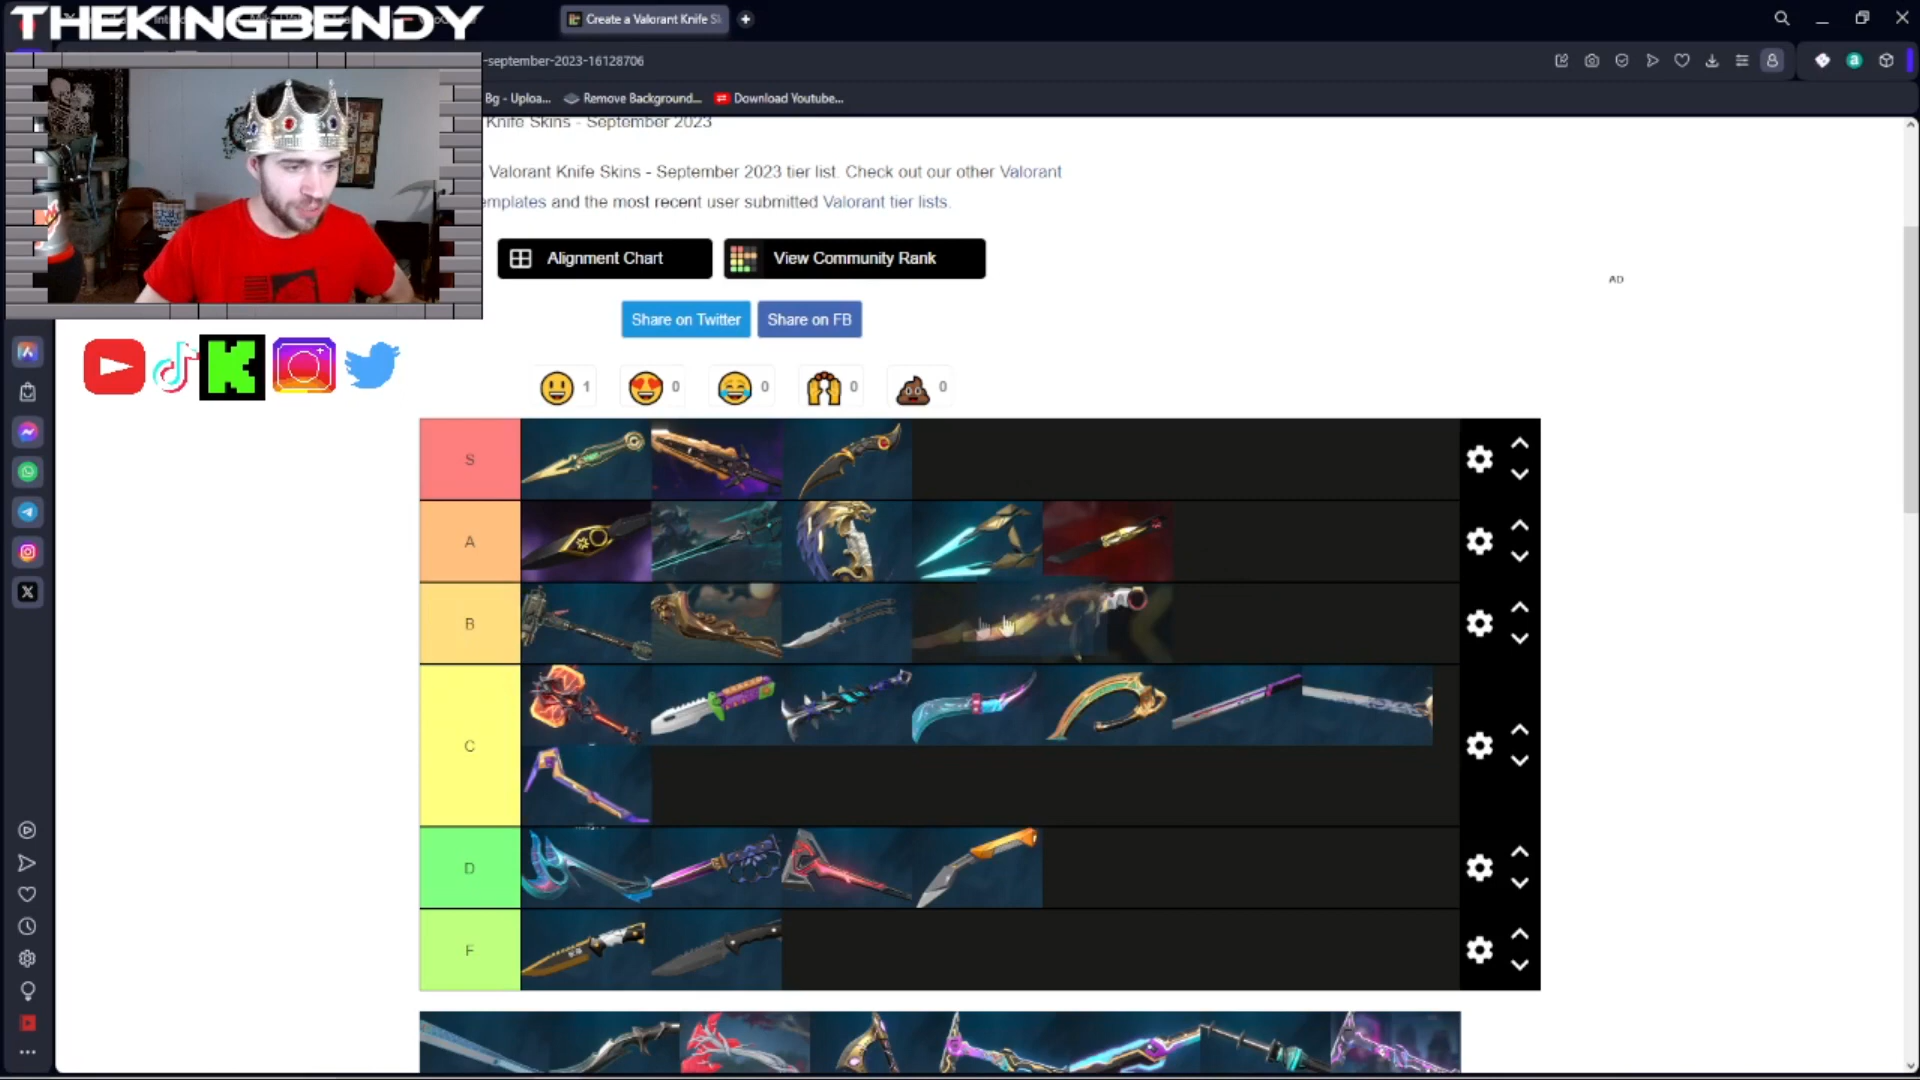 THEKINGBENDY
Create a Valorant Knife Sk
-september-2023-16128706
Bg - Uploa...
Remove Background...
Download Youtube...
Knife Skins - September 2023
Valorant Knife Skins - September 2023 tier list. Check out our other Valorant
emplates and the most recent user submitted Valorant tier lists.
Alignment Chart
View Community Rank
AD
Share on Twitter
Share on FB
1
0
0
0
0
S
A
B
C
D
F